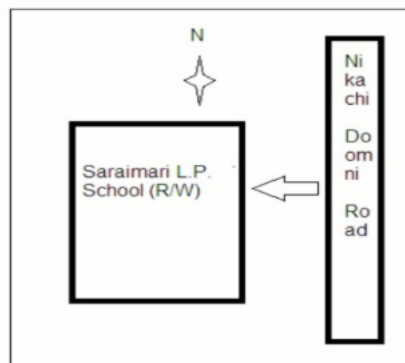 N
Saraimari L.P.
School (R/W)
Ni
ka
chi
Do
om
ni
Ro
ad